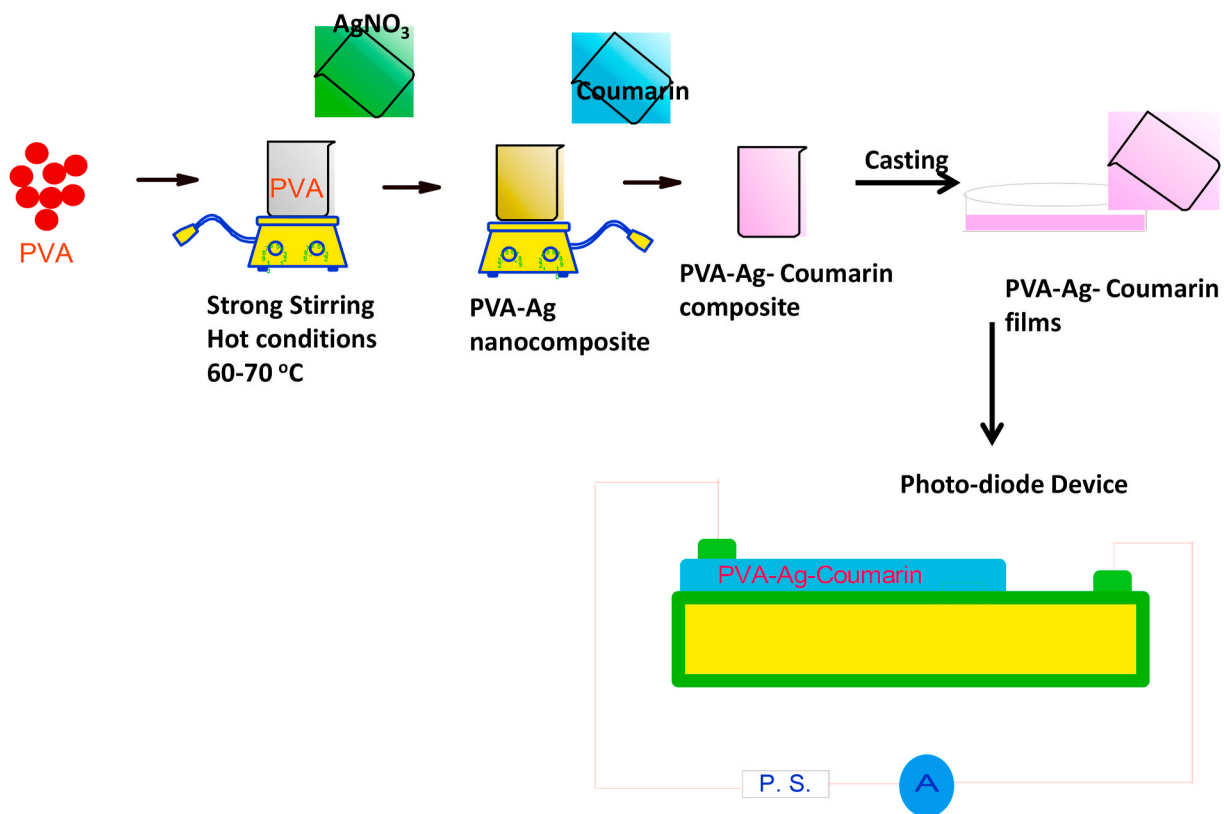 AgNO₃
Coumarin
PVA
PVA
Casting
Strong Stirring
Hot conditions
60-70 ᵒC
PVA-Ag
nanocomposite
PVA-Ag- Coumarin
composite
PVA-Ag- Coumarin
films
Photo-diode Device
PVA-Ag-Coumarin
P. S.
A